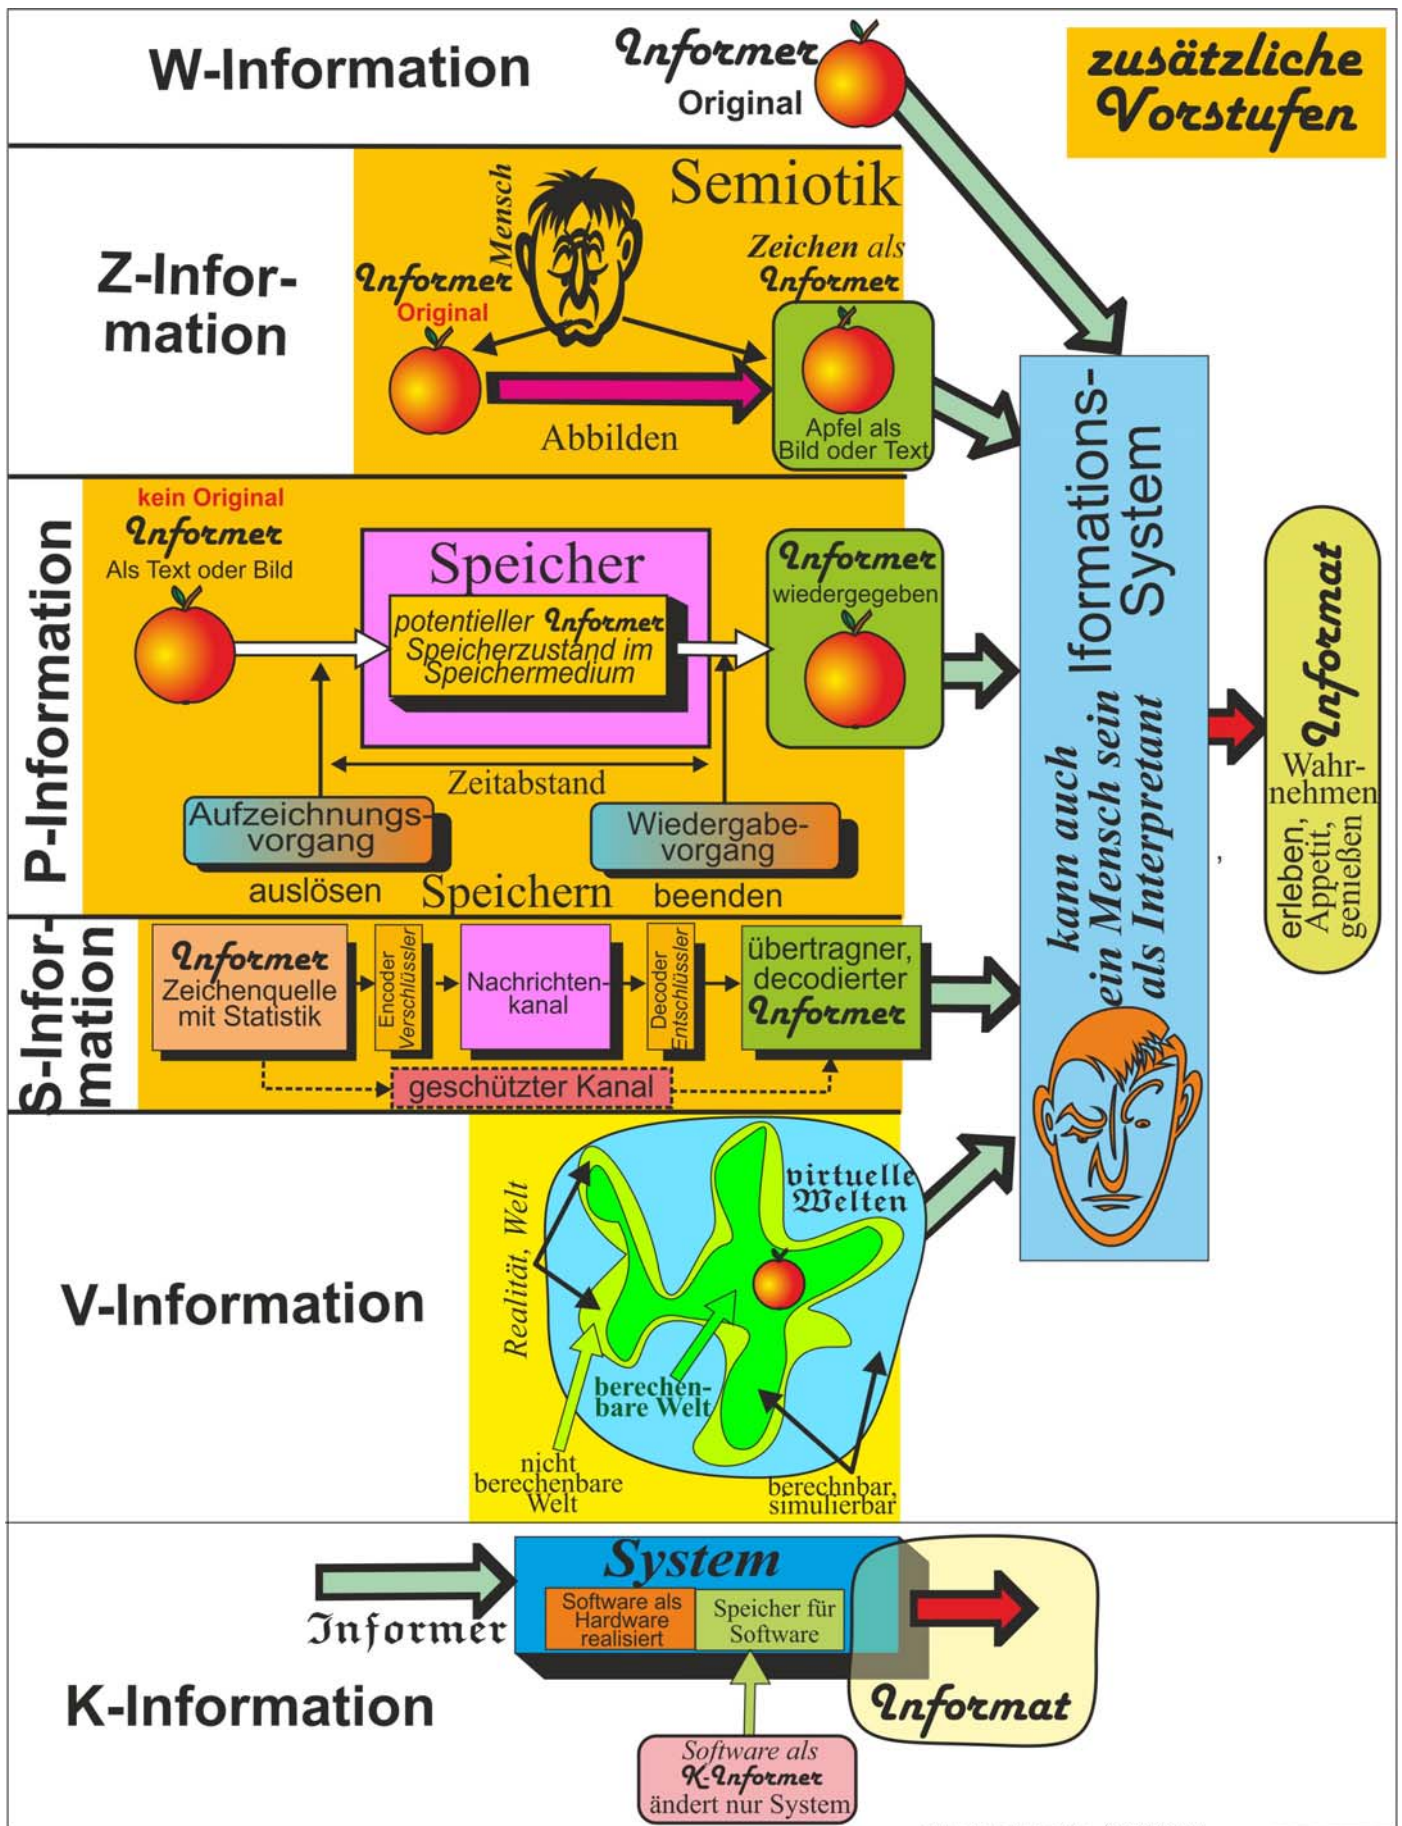 W-Information
Informer
Original
zusätzliche
Vorstufen
Z-Infor-
mation
Semiotik
Mensch
Informer
Original
Zeichen als
Informer
Abbilden
Apfel als
Bild oder Text
P-Information
kein Original
Informer
Als Text oder Bild
Speicher
potentieller Informer
Speicherzustand im
Speichermedium
Informer
wiedergegeben
Zeitabstand
Aufzeichnungs-
vorgang
auslösen
Speichern
Wiedergabe-
vorgang
beenden
S-Infor-
mation
Informer
Zeichenquelle
mit Statistik
Encoder
Verschlüssler
Nachrichten-
kanal
Decoder
Entschlüssler
übertragner,
decodierter
Informer
geschützter Kanal
Iformations-
System
kann auch
ein Mensch sein
als Interpretant
,
Informat
Wahr-
nehmen
erleben,
Appetit,
genießen
V-Information
Realität, Welt
virtuelle
Welten
berechen-
bare Welt
nicht
berechenbare
Welt
berechnbar,
simulierbar
K-Information
Informer
System
Software als
Hardware
realisiert
Speicher für
Software
Informat
Software als
K-Informer
ändert nur System